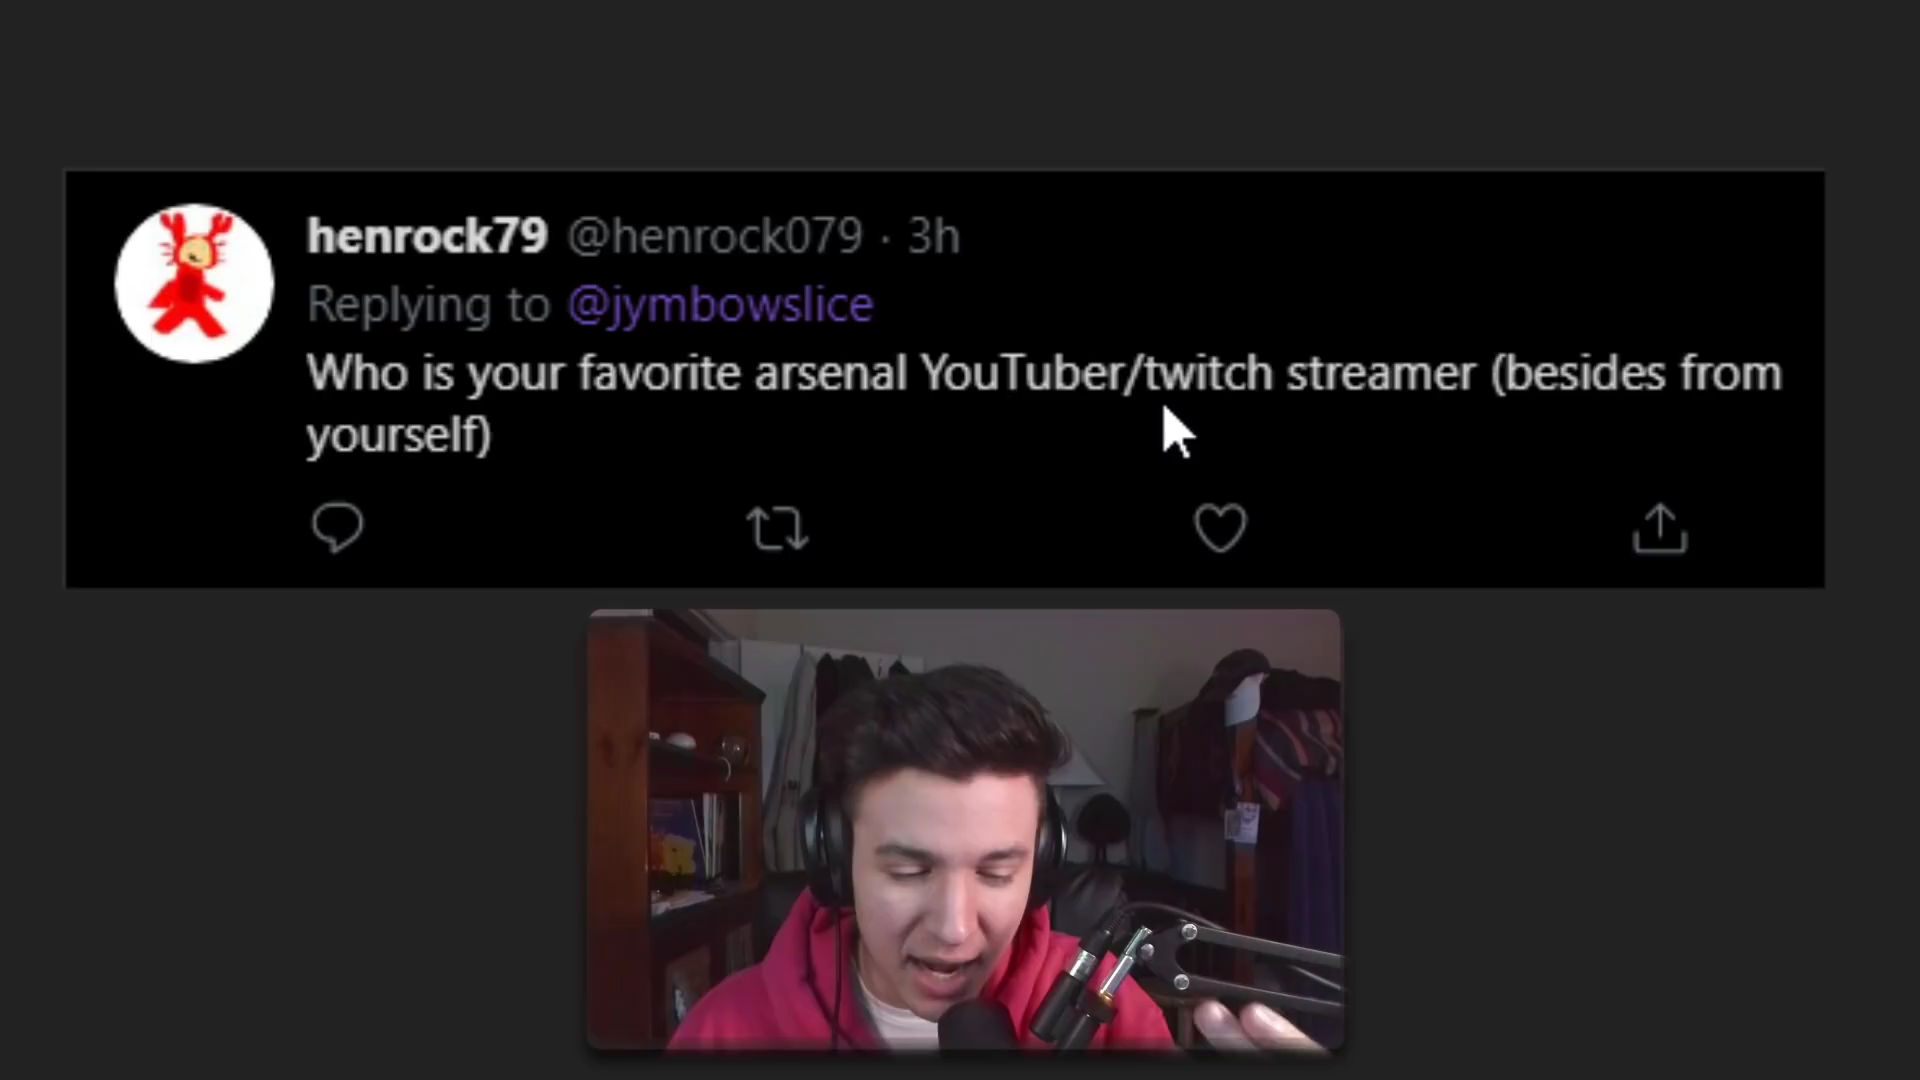 henrock79 @henrock079 · 3h
Replying to @jymbowslice
Who is your favorite arsenal YouTuber/twitch streamer (besides from
yourself)